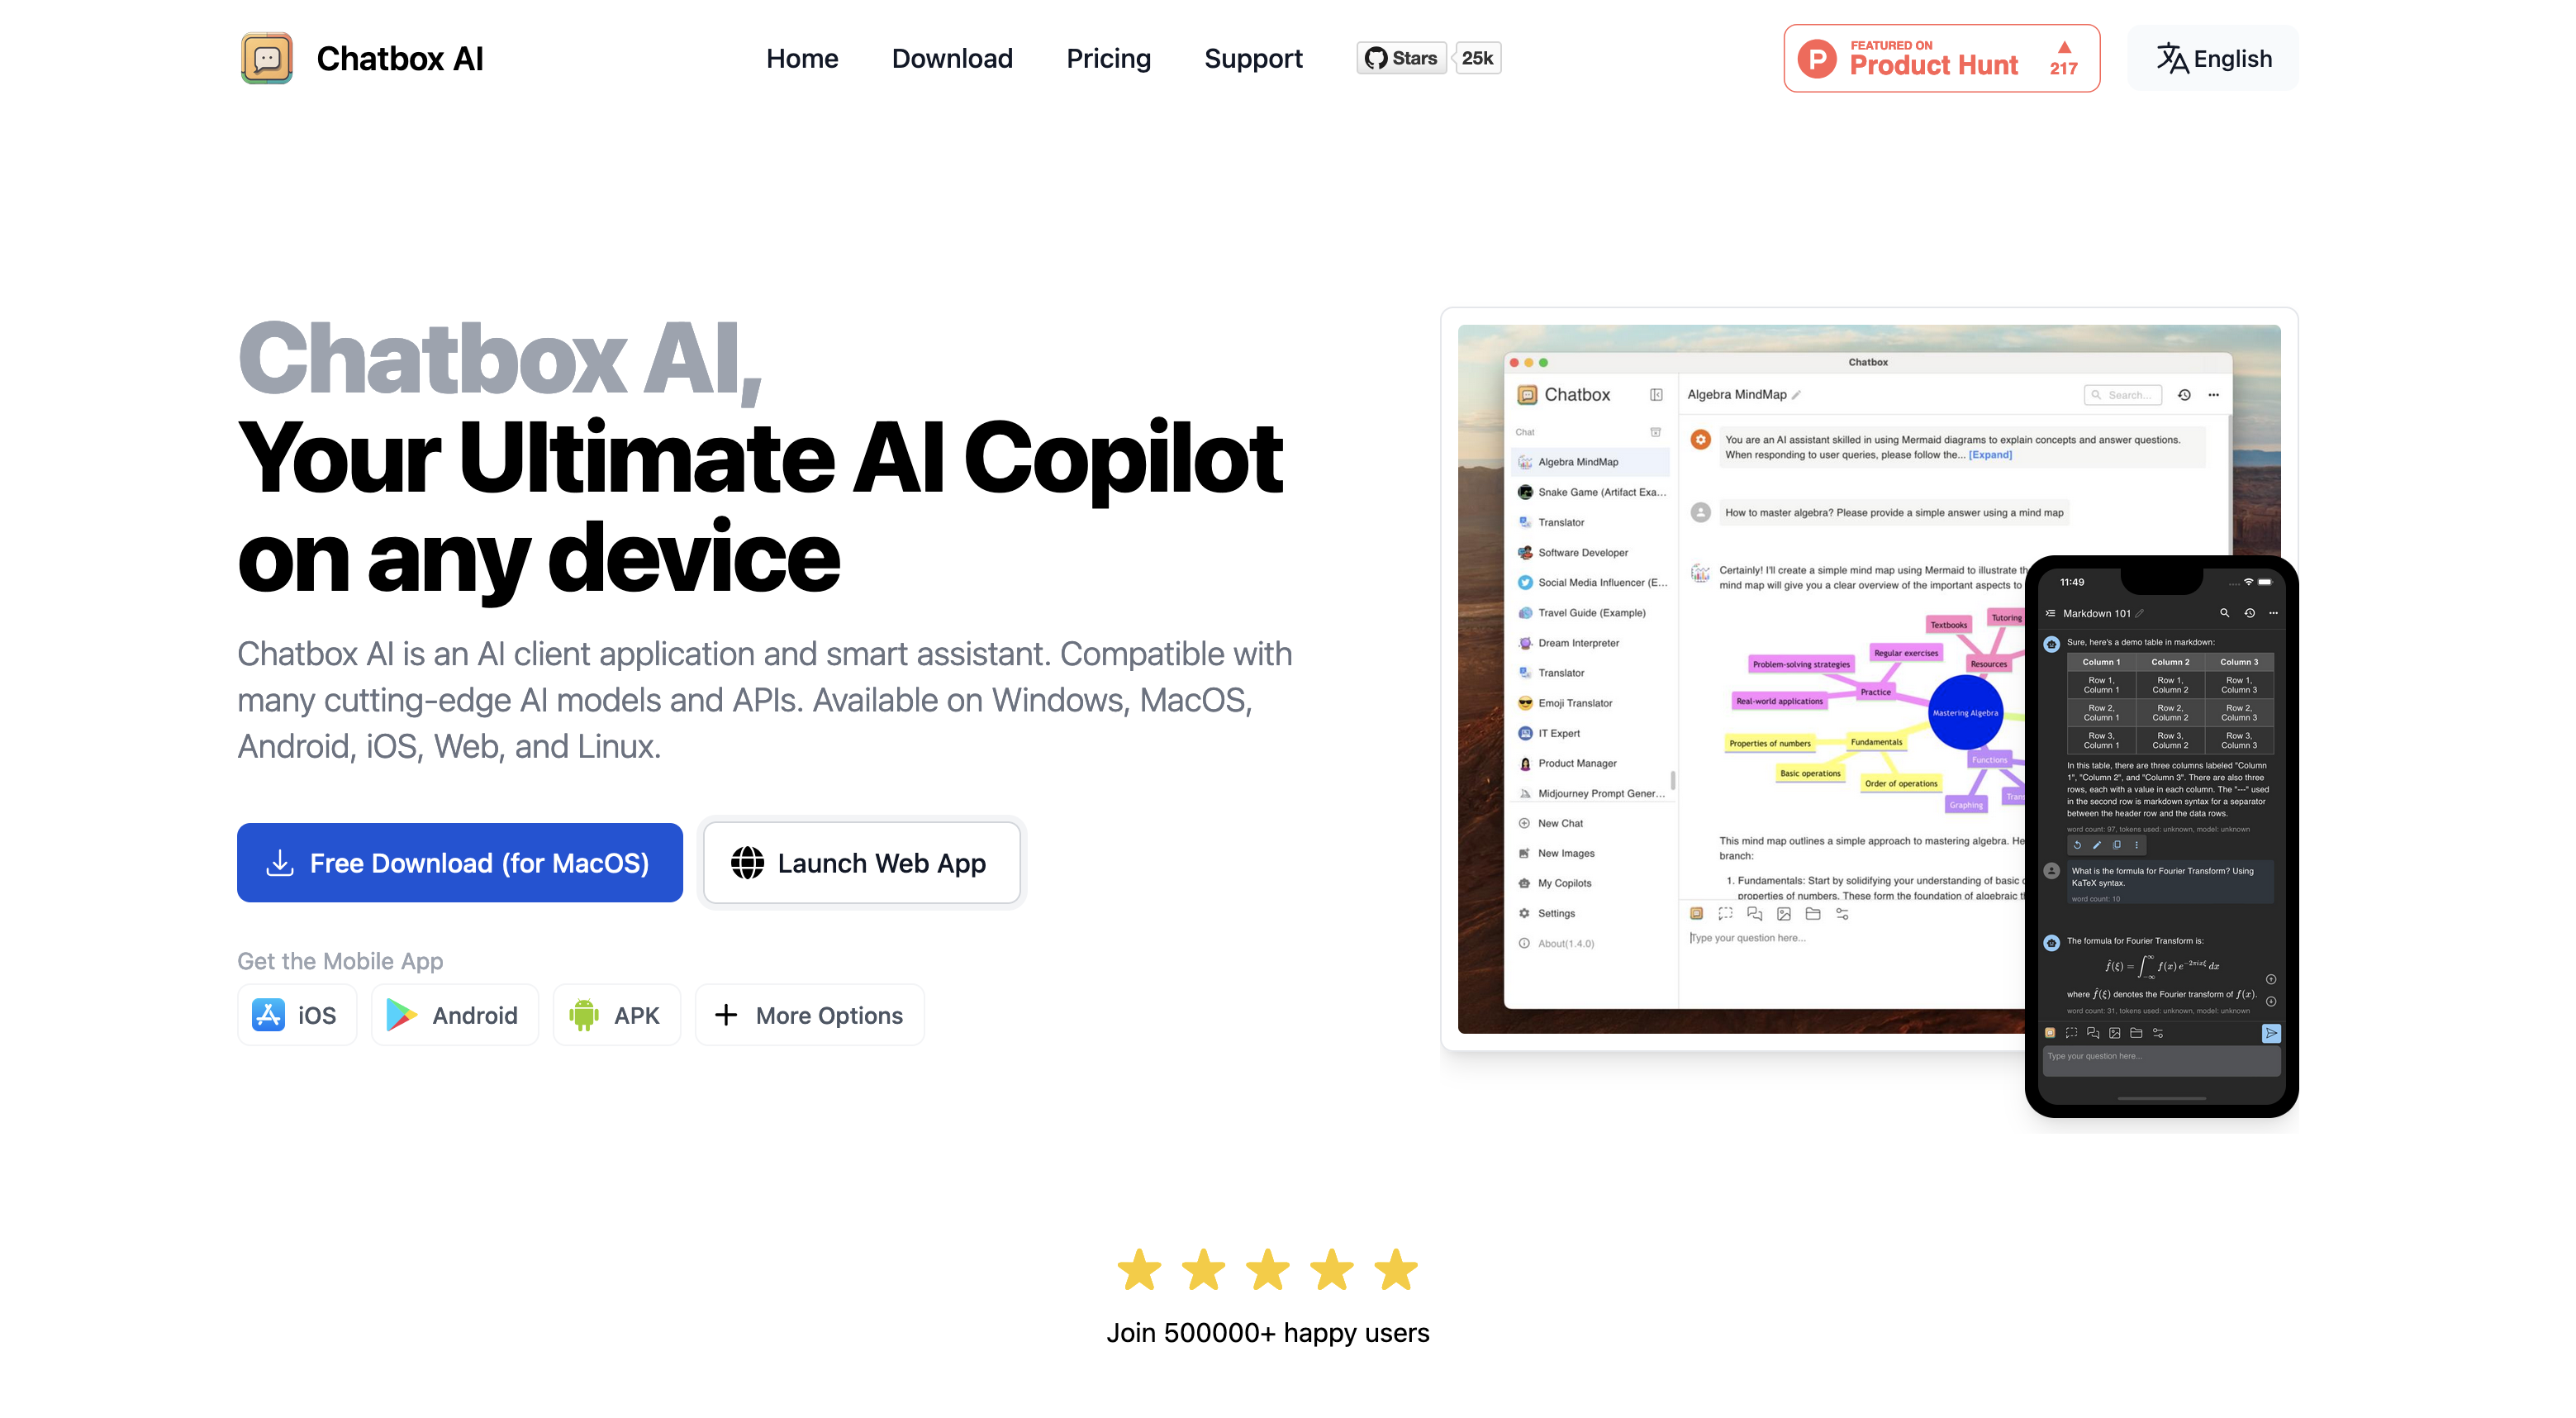 Chatbox AI
Home
Download
Pricing
Support
Stars
25k
FEATURED ON
Product Hunt
217
English
Chatbox AI,
Your Ultimate AI Copilot
on any device
Chatbox AI is an AI client application and smart assistant. Compatible with
many cutting-edge AI models and APIs. Available on Windows, MacOS,
Android, iOS, Web, and Linux.
Free Download (for MacOS)
Launch Web App
Get the Mobile App
iOS
Android
APK
More Options
Chatbox
Chatbox
Chat
Algebra MindMap
Snake Game (Artifact Exa...
Translator
Software Developer
Social Media Influencer (E...
Travel Guide (Example)
Dream Interpreter
Translator
Emoji Translator
IT Expert
Product Manager
Midjourney Prompt Gener...
New Chat
New Images
My Copilots
Settings
About(1.4.0)
Algebra MindMap
Search...
You are an AI assistant skilled in using Mermaid diagrams to explain concepts and answer questions.
When responding to user queries, please follow the... [Expand]
How to master algebra? Please provide a simple answer using a mind map
Certainly! I'll create a simple mind map using Mermaid to illustrate
mind map will give you a clear overview of the important aspects to
Textbooks
Tutoring
Resources
Regular exercises
Problem-solving strategies
Practice
Real-world applications
Mastering Algebra
Properties of numbers
Fundamentals
Basic operations
Order of operations
Functions
Graphing
This mind map outlines a simple approach to mastering algebra.
branch:
1. Fundamentals: Start by solidifying your understanding of basic
properties of numbers. These form the foundation of algebraic
Type your question here...
11:49
Markdown 101
Sure, here's a demo table in markdown:
Column 1 Column 2 Column 3
Row 1, Row 1, Row 1,
Column 1 Column 2 Column 3
Row 2, Row 2, Row 2,
Column 1 Column 2 Column 3
Row 3, Row 3, Row 3,
Column 1 Column 2 Column 3
In this table, there are three columns labeled "Column
1", "Column 2", and "Column 3". There are also three
rows, each with a value in each column. The "---" used
in the second row is markdown syntax for a separator
between the header row and the data rows.
word count: 97, tokens used: unknown, model: unknown
What is the formula for Fourier Transform? Using
KaTeX syntax.
word count: 10
The formula for Fourier Transform is:
f̂(ξ) = ∫_{-∞}^{∞} f(x) e^{-2πixξ} dx
where f̂(ξ) denotes the Fourier transform of f(x).
word count: 31, tokens used: unknown, model: unknown
Type your question here...
Join 500000+ happy users